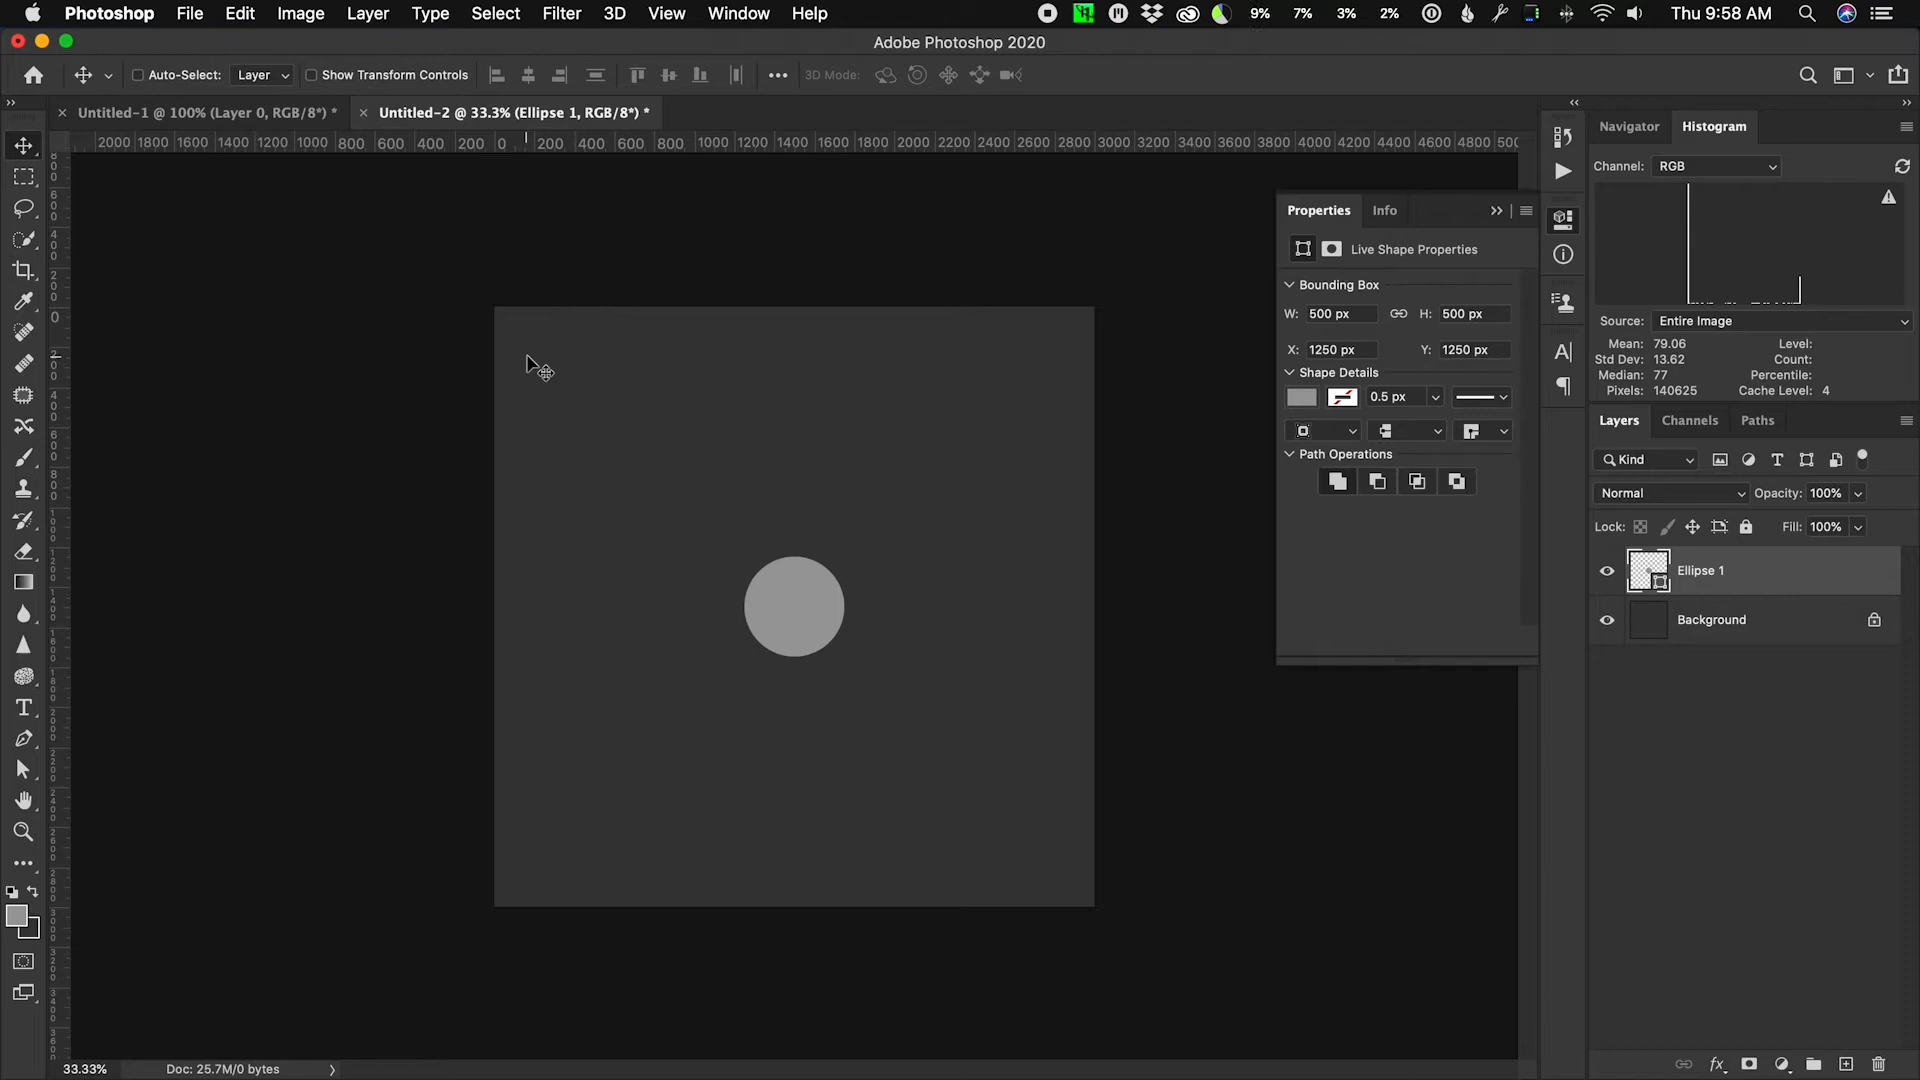 Photoshop File Edit Image Layer Type Select Filter 3D View Window Help 9% 7% 3% 2% Thu 9:58 AM
Adobe Photoshop 2020
Auto-Select: Layer Show Transform Controls 3D Mode:
Untitled-1 @ 100% (Layer 0, RGB/8*) * Untitled-2 @ 33.3% (Ellipse 1, RGB/8*) *
2000 1800 1600 1400 1200 1000 800 600 400 200 0 200 400 600 800 1000 1200 1400 1600 1800 2000 2200 2400 2600 2800 3000 3200 3400 3600 3800 4000 4200 4400 4600 4800
Navigator Histogram
Channel: RGB
Properties Info
Live Shape Properties
Bounding Box
W: 500 px H: 500 px
X: 1250 px Y: 1250 px
Shape Details
0.5 px
Path Operations
Source: Entire Image
Mean: 79.06 Level:
Std Dev: 13.62 Count:
Median: 77 Percentile:
Pixels: 140625 Cache Level: 4
Layers Channels Paths
Kind
Normal Opacity: 100%
Lock: Fill: 100%
Ellipse 1
Background
33.33% Doc: 25.7M/0 bytes